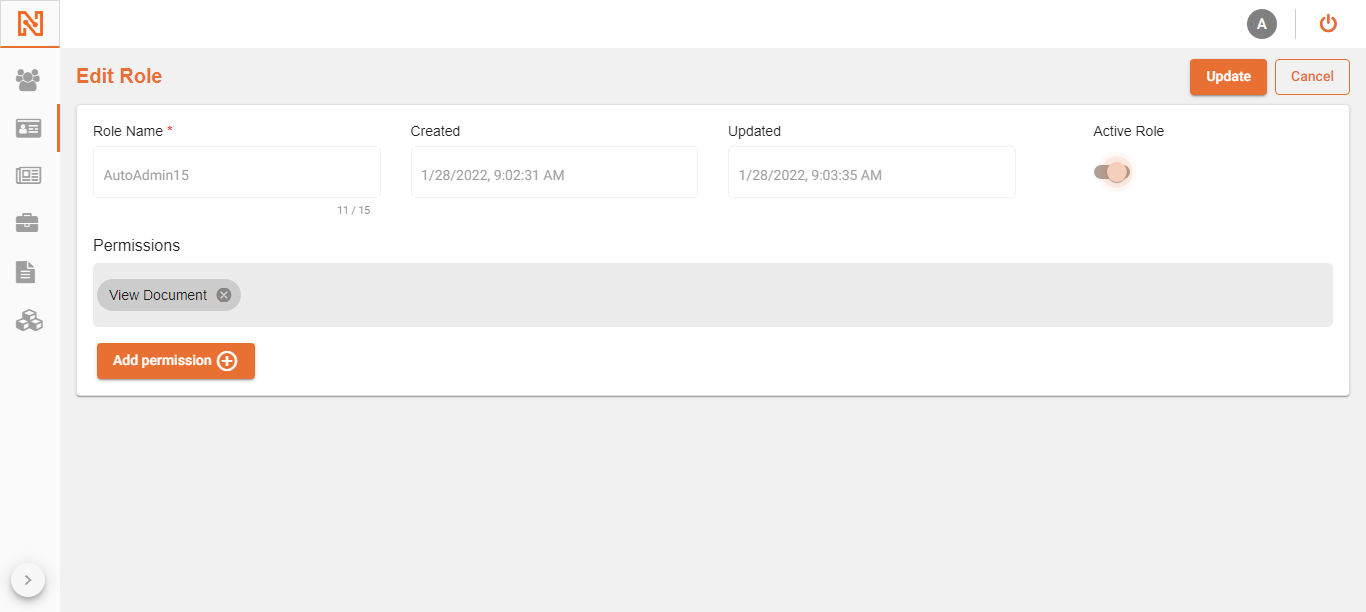 A
Edit Role
Update
Cancel
Role Name *
Created
Updated
Active Role
AutoAdmin15
1/28/2022, 9:02:31 AM
1/28/2022, 9:03:35 AM
11 / 15
Permissions
View Document
Add permission